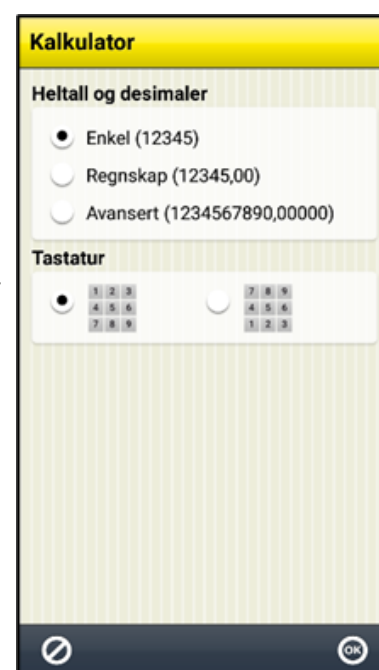 Kalkulator
Heltall og desimaler
Enkel (12345)
Regnskap (12345,00)
Avansert (1234567890,00000)
Tastatur
1 2 3
4 5 6
7 8 9
7 8 9
4 5 6
1 2 3
OK